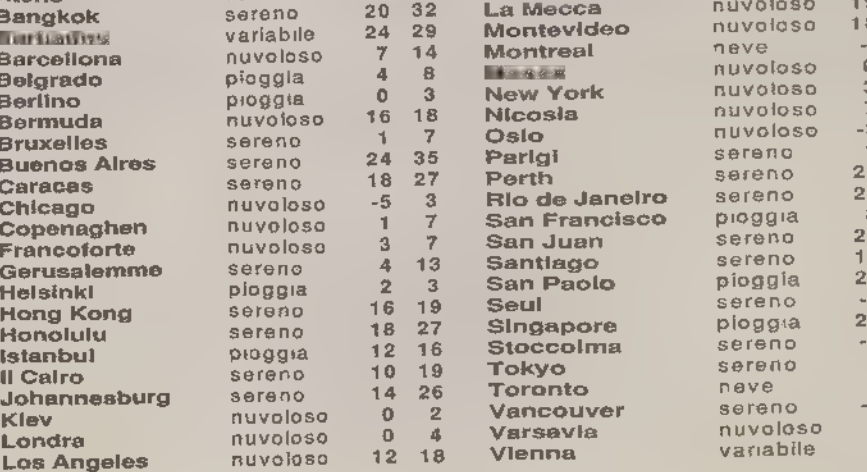 Bangkok sereno 20 32
variabile 24 29
Barcellona nuvoloso 7 14
Belgrado pioggia 4 8
Berlino pioggia 0 3
Bermuda nuvoloso 16 18
Bruxelles sereno 1 7
Buenos Aires sereno 24 35
Caracas sereno 18 27
Chicago nuvoloso -5 3
Copenaghen nuvoloso 1 7
Francoforte nuvoloso 3 7
Gerusalemme sereno 4 13
Helsinki pioggia 2 3
Hong Kong sereno 16 19
Honolulu sereno 18 27
Istanbul pioggia 12 16
Il Cairo sereno 10 19
Johannesburg sereno 14 26
Kiev nuvoloso 0 2
Londra nuvoloso 0 4
Los Angeles nuvoloso 12 18
La Mecca nuvoloso
Montevideo nuvoloso
Montreal neve -
nuvoloso
New York nuvoloso
Nicosia nuvoloso
Oslo nuvoloso -
Parigi sereno
Perth sereno 2
Rio de Janeiro sereno 2
San Francisco pioggia
San Juan sereno 2
Santiago sereno 1
San Paolo pioggia 2
Seul sereno -
Singapore pioggia 2
Stoccolma sereno -
Tokyo sereno
Toronto neve
Vancouver sereno -
Varsavia nuvoloso
Vienna variabile